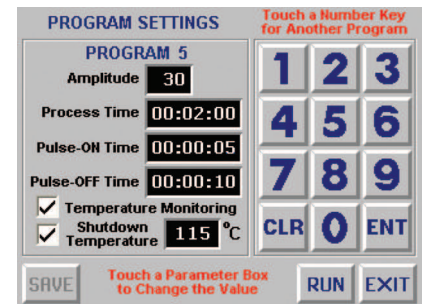 PROGRAM SETTINGS
Touch a Number Key
for Another Program
PROGRAM 5
Amplitude 30
Process Time 00:02:00
Pulse-ON Time 00:00:05
Pulse-OFF Time 00:00:10
Temperature Monitoring
Shutdown
Temperature 115 °C
1 2 3
4 5 6
7 8 9
CLR 0 ENT
SAVE
Touch a Parameter Box
to Change the Value
RUN EXIT